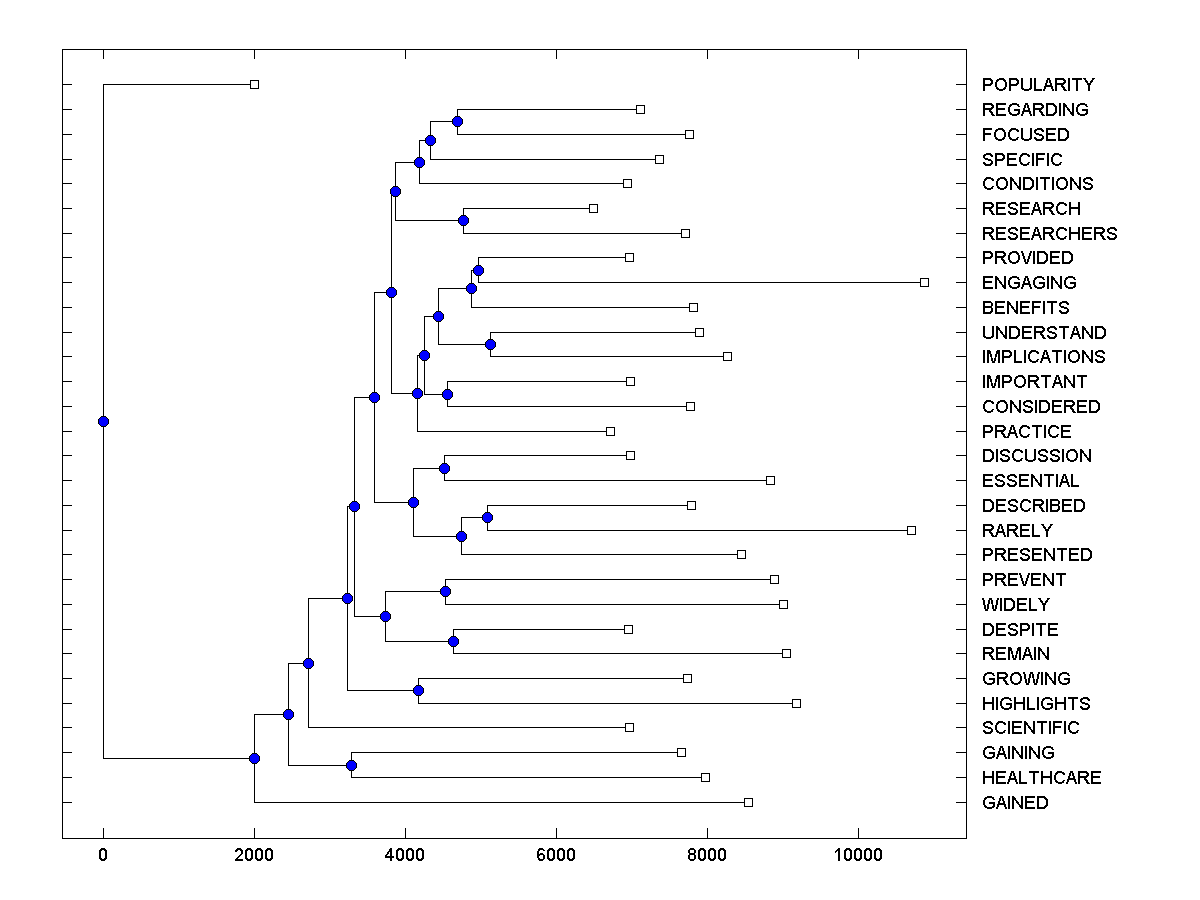 POPULARITY
REGARDING
FOCUSED
SPECIFIC
CONDITIONS
RESEARCH
RESEARCHERS
PROVIDED
ENGAGING
BENEFITS
UNDERSTAND
IMPLICATIONS
IMPORTANT
CONSIDERED
PRACTICE
DISCUSSION
ESSENTIAL
DESCRIBED
RARELY
PRESENTED
PREVENT
WIDELY
DESPITE
REMAIN
GROWING
HIGHLIGHTS
SCIENTIFIC
GAINING
HEALTHCARE
GAINED
0 2000 4000 6000 8000 10000